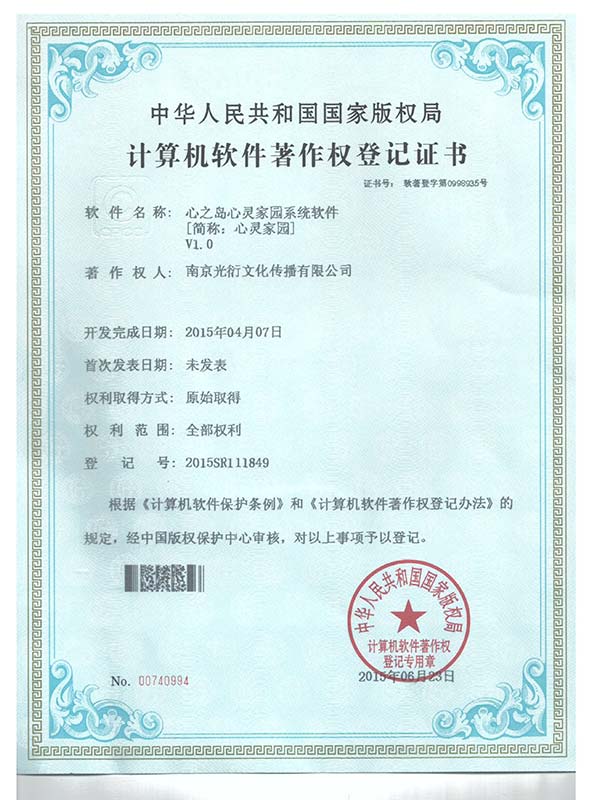 中华人民共和国国家版权局
计算机软件著作权登记证书
证书号： 软著登字第0998935号
软件名称： 心之岛心灵家园系统软件
[简称：心灵家园]
V1.0
著作权人： 南京光衍文化传播有限公司
开发完成日期： 2015年04月07日
首次发表日期： 未发表
权利取得方式： 原始取得
权利范围： 全部权利
登记号： 2015SR111849
根据《计算机软件保护条例》和《计算机软件著作权登记办法》的
规定，经中国版权保护中心审核，对以上事项予以登记。
中华人民共和国国家版权局
计算机软件著作权
登记专用章
No. 00740994
2015年06月23日